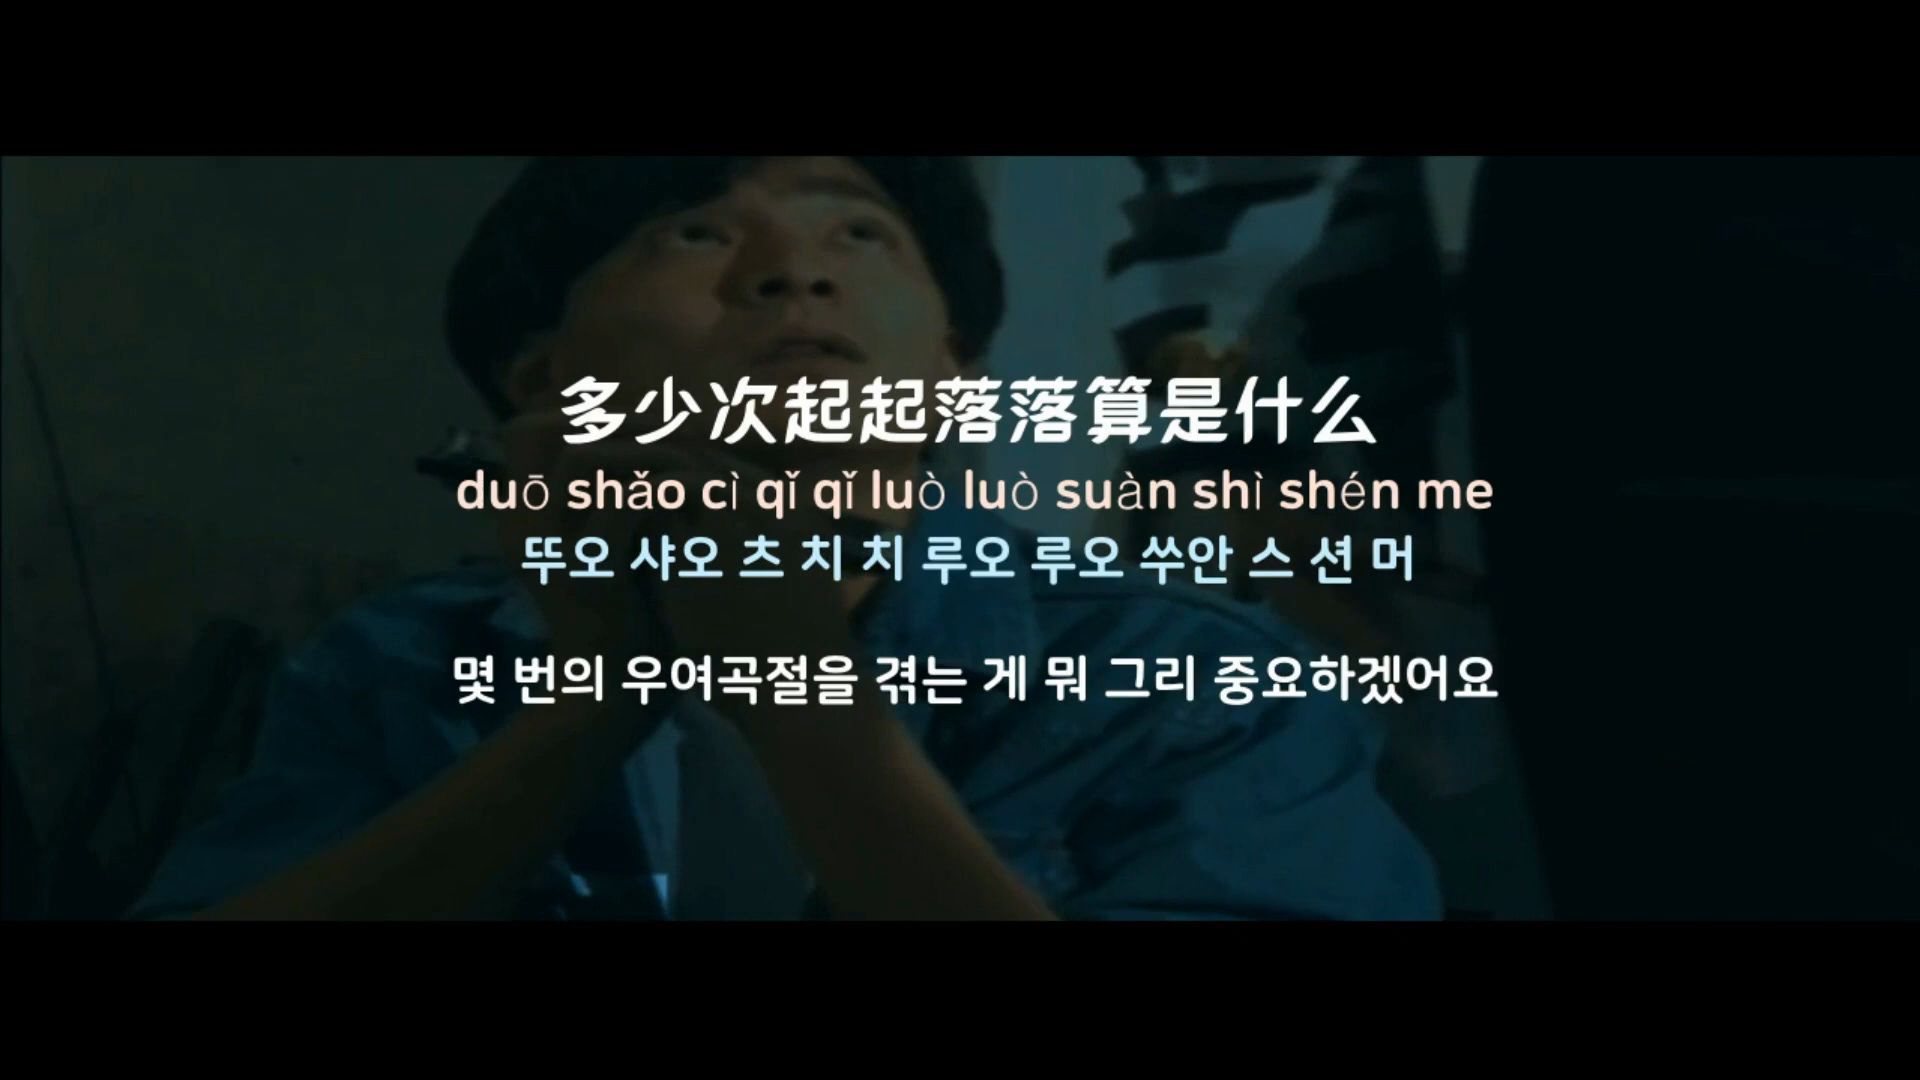 多少次起起落落算是什么
duō shǎo cì qǐ qǐ luò luò suàn shì shén me
뚜오 샤오 츠 치 치 루오 루오 쑤안 스 션 머
몇 번의 우여곡절을 겪는 게 뭐 그리 중요하겠어요